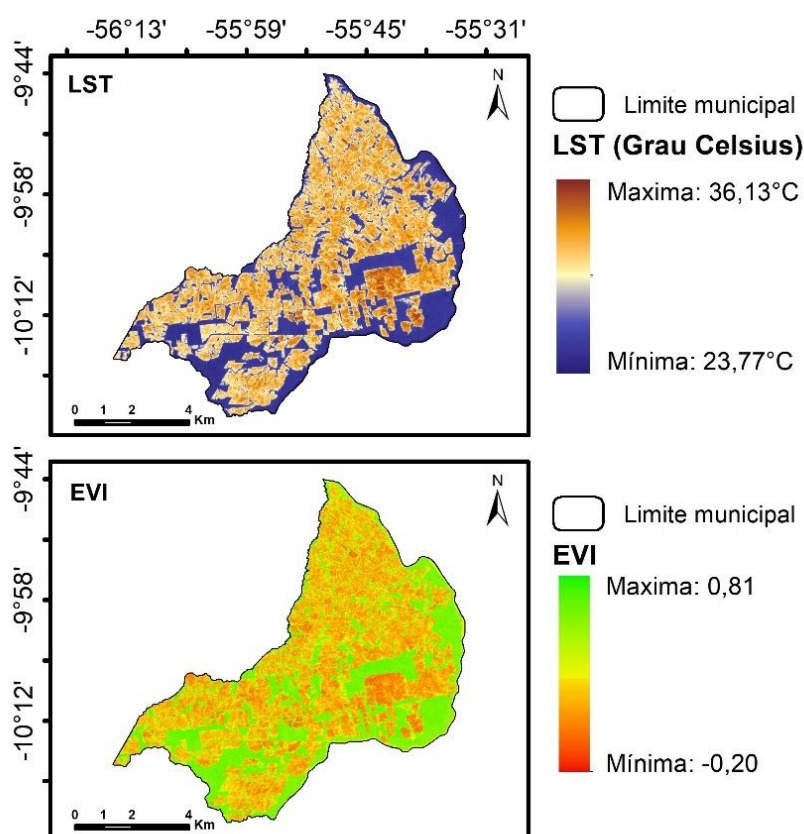 -56°13' -55°59' -55°45' -55°31'
-9°44'
-9°58'
-10°12'
LST
N
0 1 2 4
Km
Limite municipal
LST (Grau Celsius)
Maxima: 36,13°C
Mínima: 23,77°C
-9°44'
-9°58'
-10°12'
EVI
N
0 1 2 4
Km
Limite municipal
EVI
Maxima: 0,81
Mínima: -0,20